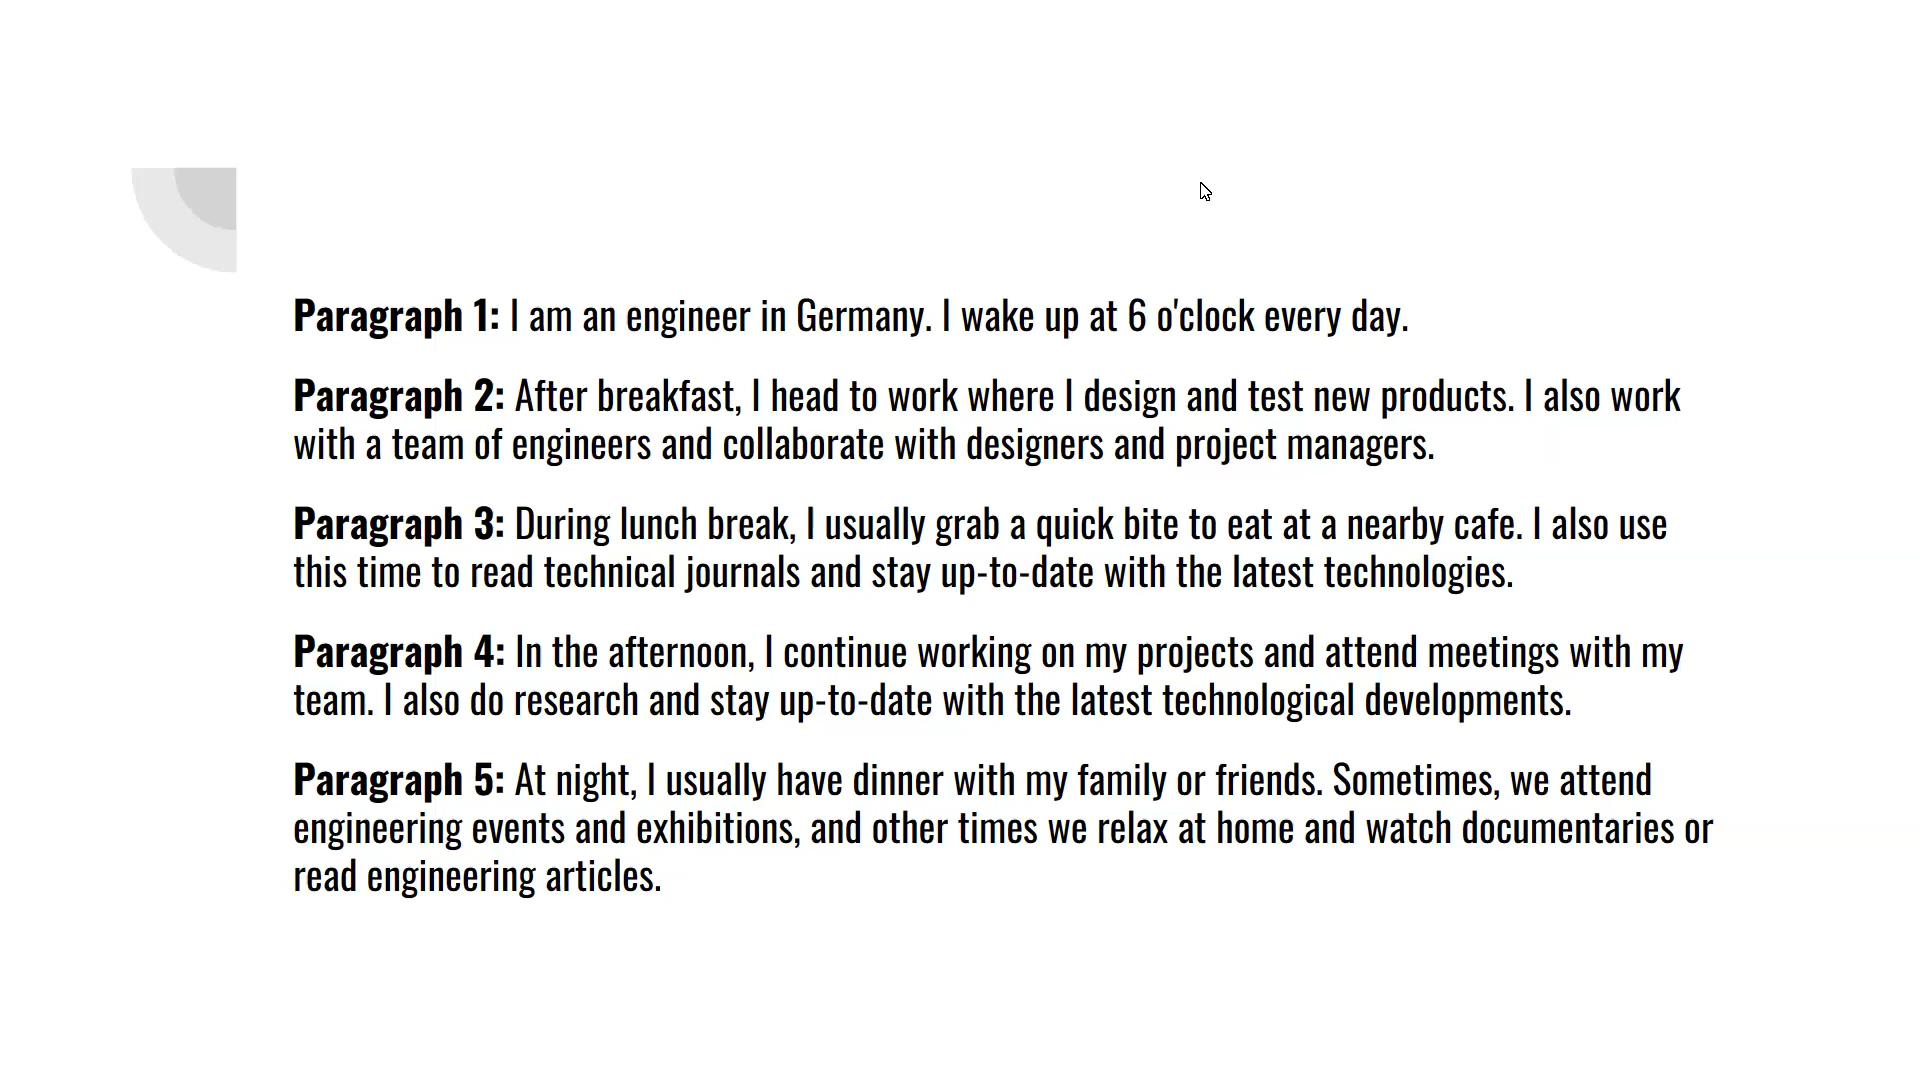 Paragraph 1: I am an engineer in Germany. I wake up at 6 o'clock every day.
Paragraph 2: After breakfast, I head to work where I design and test new products. I also work
with a team of engineers and collaborate with designers and project managers.
Paragraph 3: During lunch break, I usually grab a quick bite to eat at a nearby cafe. I also use
this time to read technical journals and stay up-to-date with the latest technologies.
Paragraph 4: In the afternoon, I continue working on my projects and attend meetings with my
team. I also do research and stay up-to-date with the latest technological developments.
Paragraph 5: At night, I usually have dinner with my family or friends. Sometimes, we attend
engineering events and exhibitions, and other times we relax at home and watch documentaries or
read engineering articles.